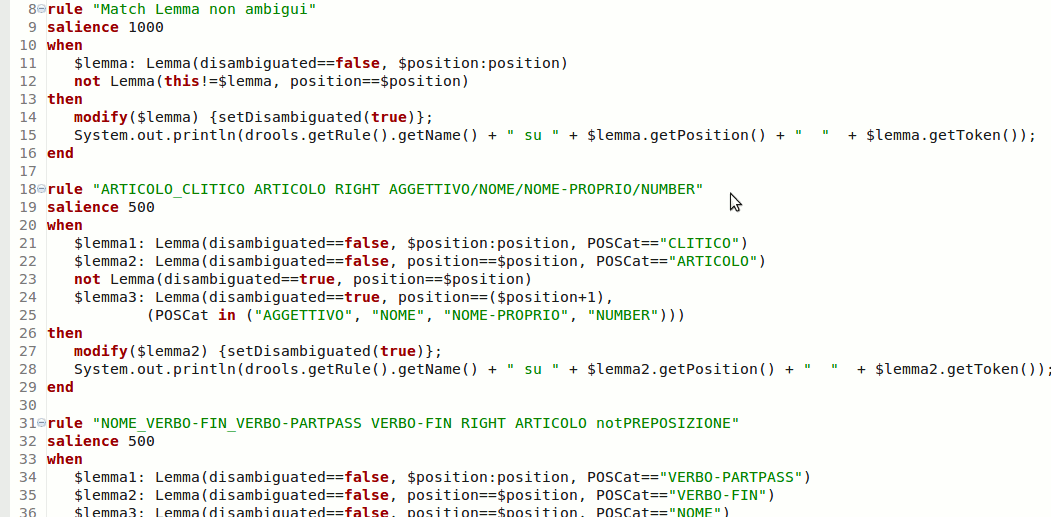 8 rule "Match Lemma non ambigui"
9 salience 1000
10 when
11    $lemma: Lemma(disambiguated==false, $position:position)
12    not Lemma(this!=$lemma, position==$position)
13 then
14    modify($lemma) {setDisambiguated(true)};
15    System.out.println(drools.getRule().getName() + " su " + $lemma.getPosition() + "  "  + $lemma.getToken());
16 end
17
18 rule "ARTICOLO_CLITICO ARTICOLO RIGHT AGGETTIVO/NOME/NOME-PROPRIO/NUMBER"
19 salience 500
20 when
21    $lemma1: Lemma(disambiguated==false, $position:position, POSCat=="CLITICO")
22    $lemma2: Lemma(disambiguated==false, position==$position, POSCat=="ARTICOLO")
23    not Lemma(disambiguated==true, position==$position)
24    $lemma3: Lemma(disambiguated==true, position==($position+1),
25            (POSCat in ("AGGETTIVO", "NOME", "NOME-PROPRIO", "NUMBER")))
26 then
27    modify($lemma2) {setDisambiguated(true)};
28    System.out.println(drools.getRule().getName() + " su " + $lemma2.getPosition() + "  "  + $lemma2.getToken());
29 end
30
31 rule "NOME_VERBO-FIN_VERBO-PARTPASS VERBO-FIN RIGHT ARTICOLO notPREPOSIZIONE"
32 salience 500
33 when
34    $lemma1: Lemma(disambiguated==false, $position:position, POSCat=="VERBO-PARTPASS")
35    $lemma2: Lemma(disambiguated==false, position==$position, POSCat=="VERBO-FIN")
36    $lemma3: Lemma(disambiguated==false, position==$position, POSCat=="NOME")